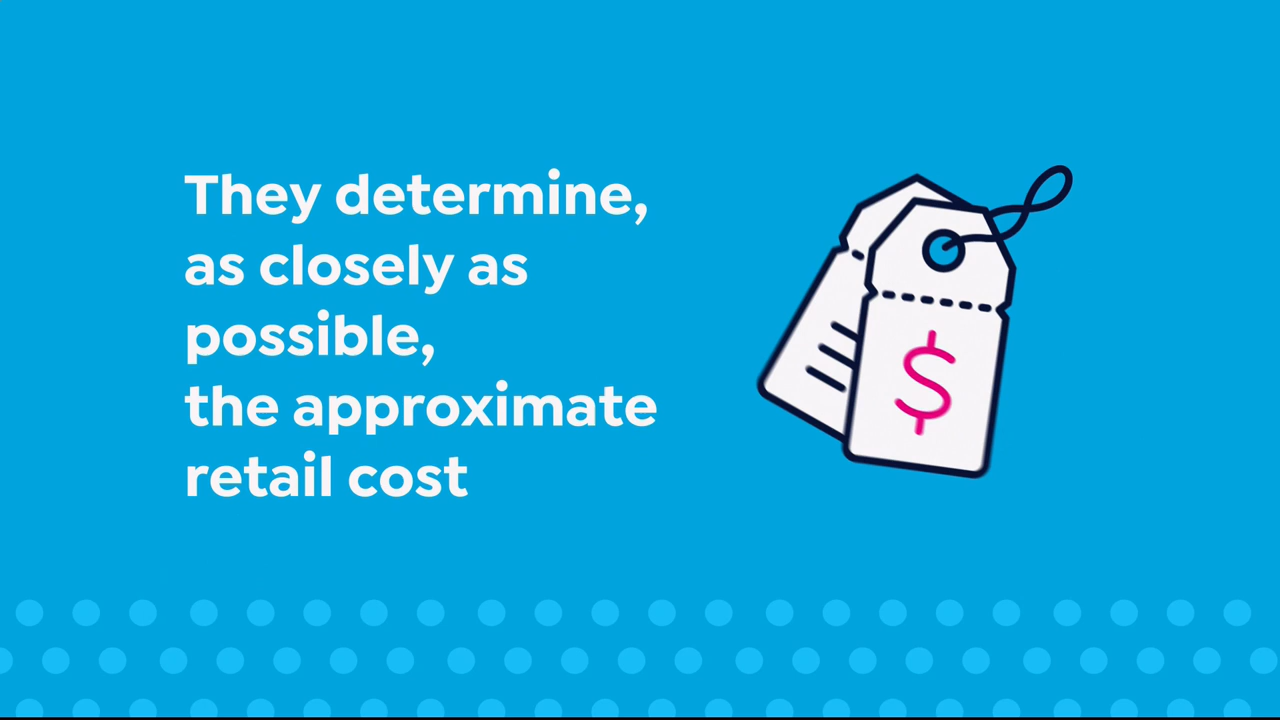 They determine,
as closely as
possible,
the approximate
retail cost
$